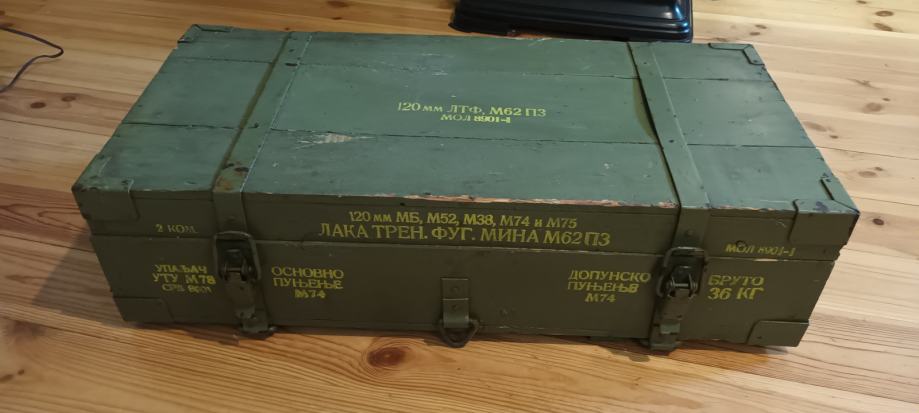 120 мм ЛТФ, М62 ПЗ
МОЛ 8901-1
120 мм МБ, М52, М38, М74 и М75
ЛАКА ТРЕН. ФУГ. МИНА М62 ПЗ
2 КОМ.
МОЛ 8901-1
УПАЉАЧ
УТУ М78
ОСНОВНО
ПУЊЕЊЕ
М74
ДОПУНСКО
ПУЊЕЊЕ
М74
БРУТО
36 КГ